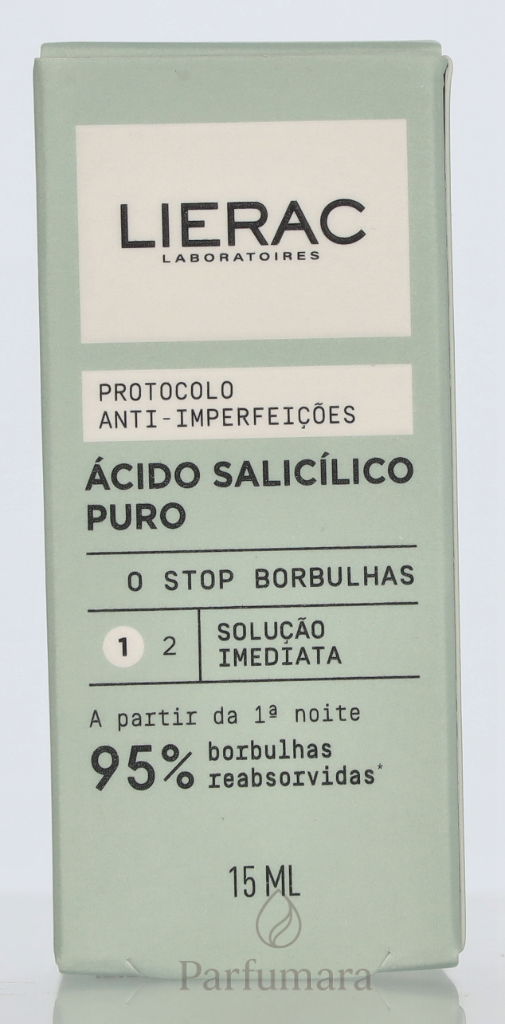 LIERAC
LABORATOIRES
PROTOCOLO
ANTI-IMPERFEIÇÕES
ÁCIDO SALICÍLICO
PURO
O STOP BORBULHAS
1 2 SOLUÇÃO
IMEDIATA
A partir da 1ª noite
95% borbulhas
reabsorvidas*
15 ML
Parfumara